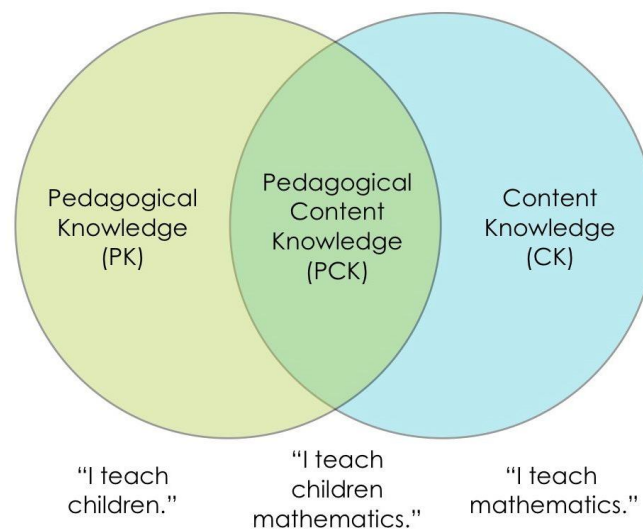 Pedagogical
Knowledge
(PK)
Pedagogical
Content
Knowledge
(PCK)
Content
Knowledge
(CK)
“I teach
children.”
“I teach
children
mathematics.”
“I teach
mathematics.”